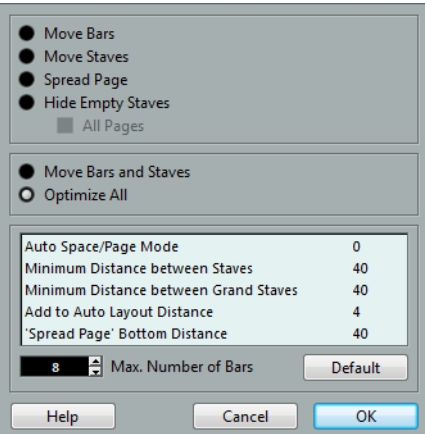 Move Bars
Move Staves
Spread Page
Hide Empty Staves
All Pages
Move Bars and Staves
Optimize All
Auto Space/Page Mode 0
Minimum Distance between Staves 40
Minimum Distance between Grand Staves 40
Add to Auto Layout Distance 4
'Spread Page' Bottom Distance 40
8 Max. Number of Bars Default
Help Cancel OK